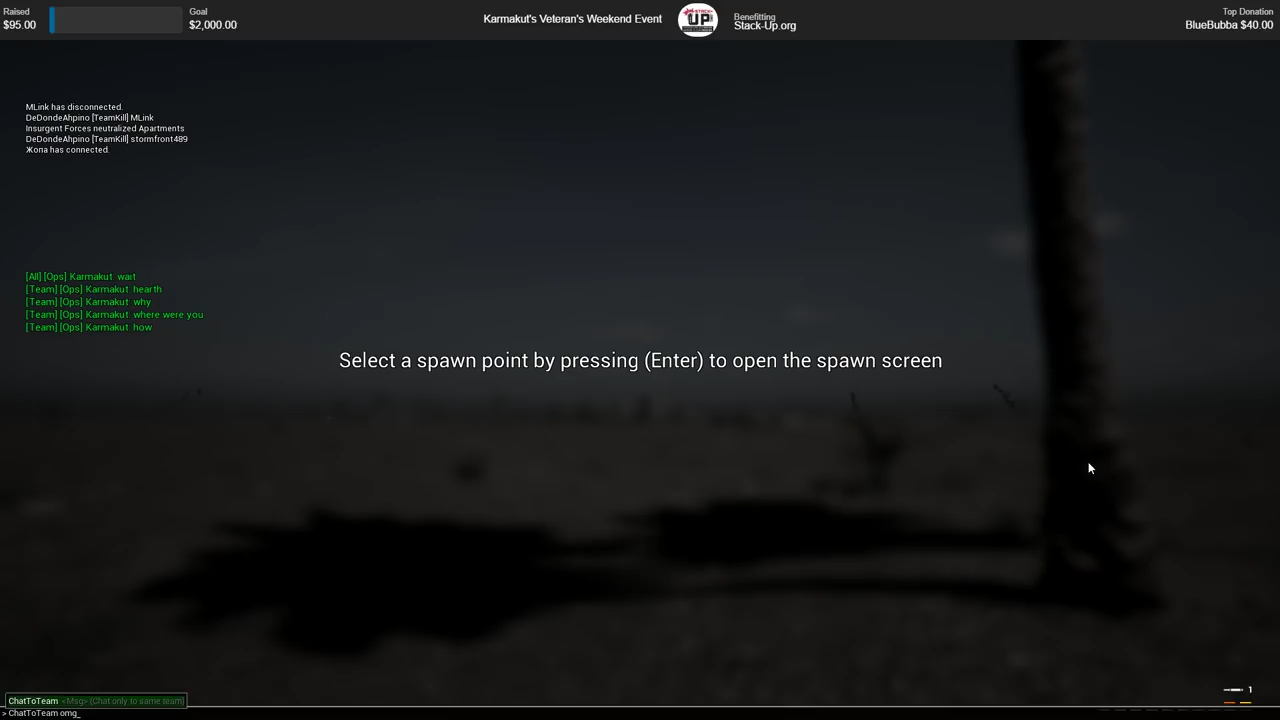 Raised
$95.00
Goal
$2,000.00
Karmakut's Veteran's Weekend Event
STACK
UP
Benefitting
Stack-Up.org
Top Donation
BlueBubba $40.00
MLink has disconnected.
DeDondeAhpino [TeamKill] MLink
Insurgent Forces neutralized Apartments
DeDondeAhpino [TeamKill] stormfront489
Жопа has connected.
[All] [Ops] Karmakut: wait
[Team] [Ops] Karmakut: hearth
[Team] [Ops] Karmakut: why
[Team] [Ops] Karmakut: where were you
[Team] [Ops] Karmakut: how
Select a spawn point by pressing (Enter) to open the spawn screen
1
ChatToTeam <Msg> (Chat only to same team)
> ChatToTeam omg_